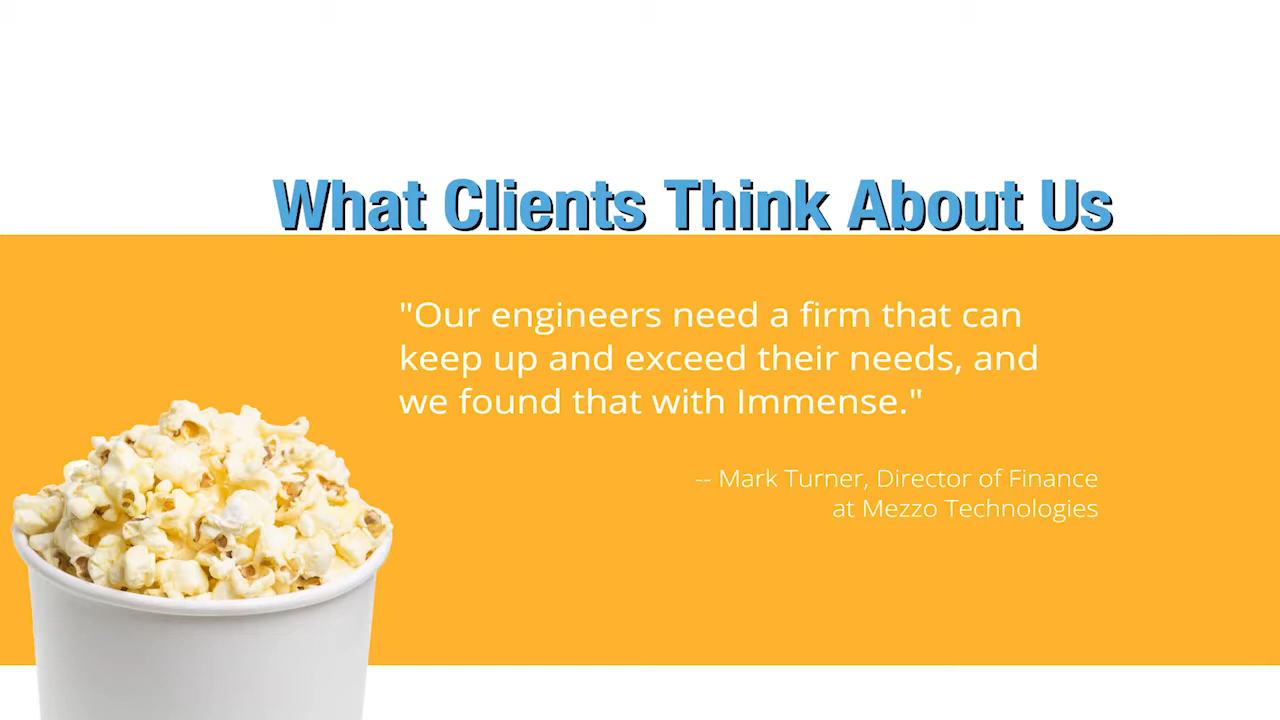 What Clients Think About Us
"Our engineers need a firm that can
keep up and exceed their needs, and
we found that with Immense."
-- Mark Turner, Director of Finance
at Mezzo Technologies